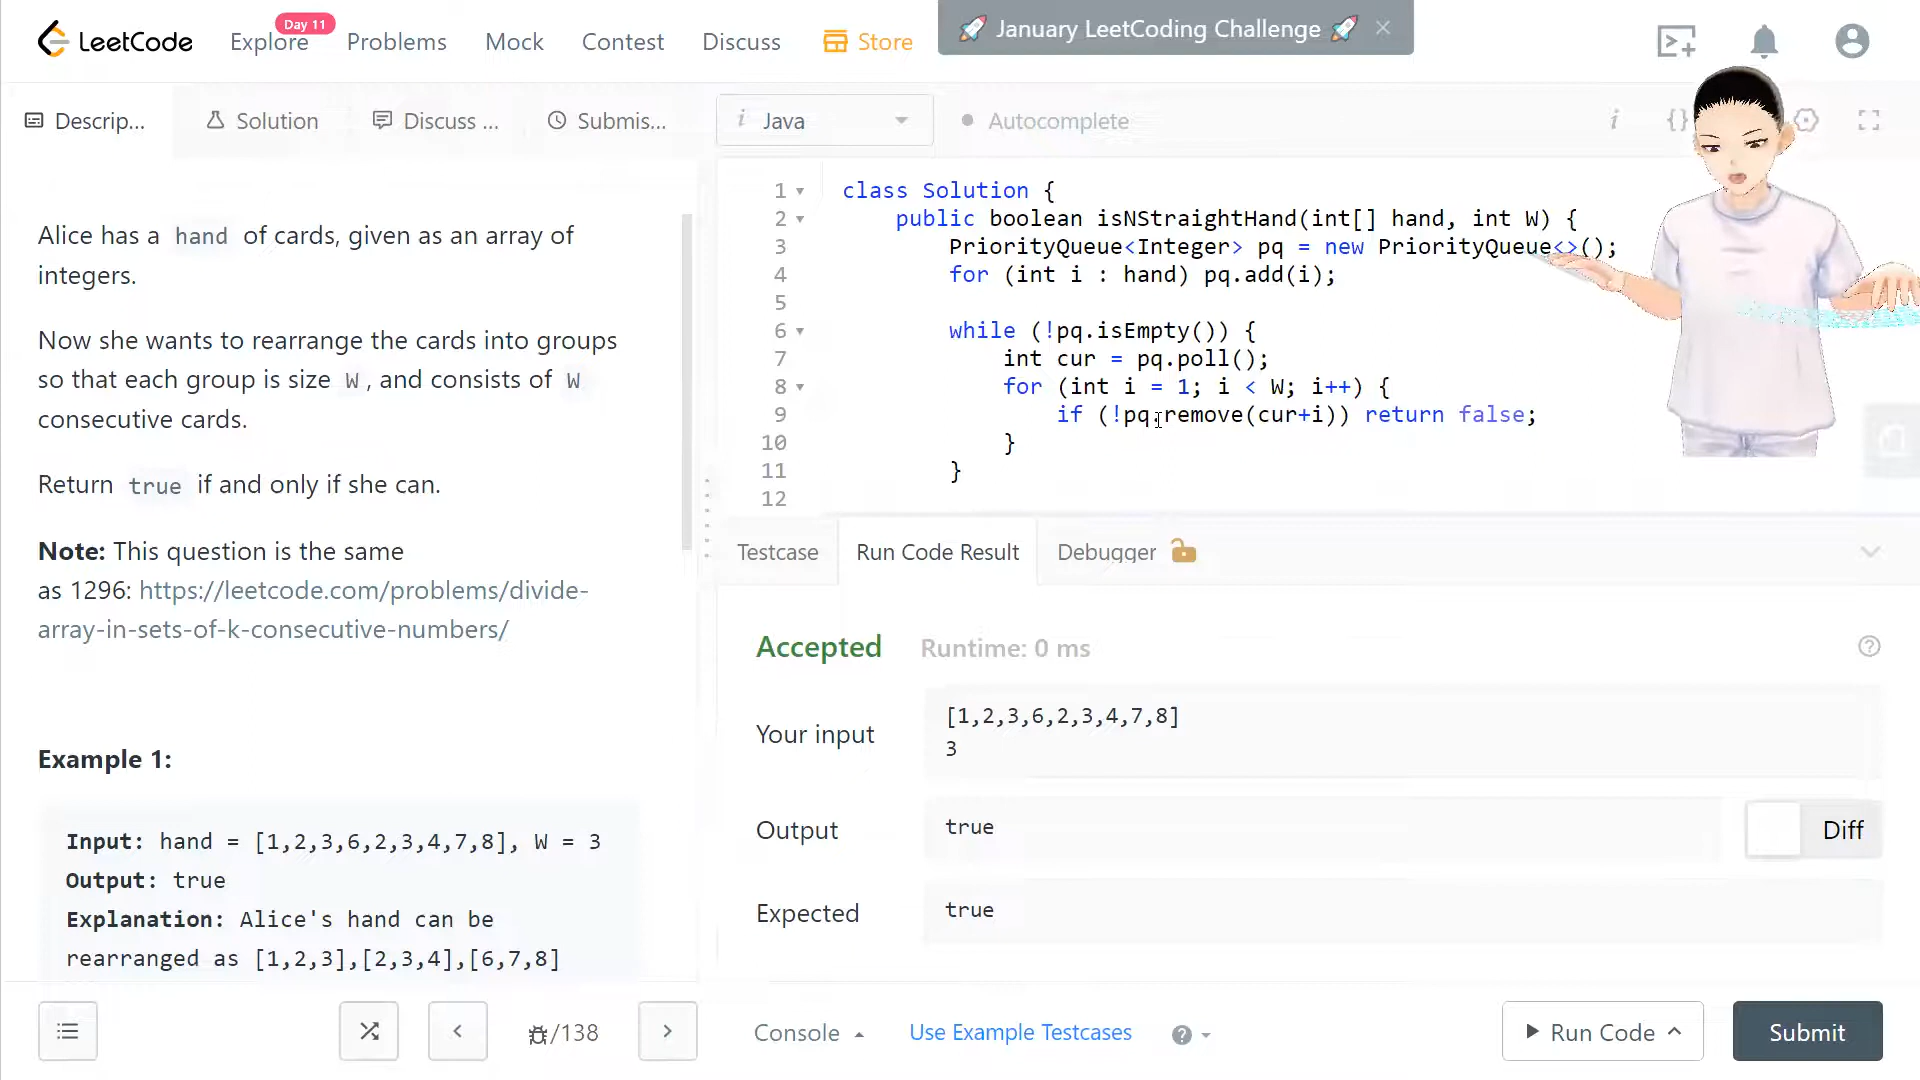 LeetCode
Explore
Day 11
Problems
Mock
Contest
Discuss
Store
🚀 January LeetCoding Challenge 🚀 ×
Descrip...
Solution
Discuss ...
Submis...
i Java
Autocomplete
i {}
Alice has a hand of cards, given as an array of
integers.
Now she wants to rearrange the cards into groups
so that each group is size W, and consists of W
consecutive cards.
Return true if and only if she can.
Note: This question is the same
as 1296: https://leetcode.com/problems/divide-
array-in-sets-of-k-consecutive-numbers/
Example 1:
Input: hand = [1,2,3,6,2,3,4,7,8], W = 3
Output: true
Explanation: Alice's hand can be
rearranged as [1,2,3],[2,3,4],[6,7,8]
1 class Solution {
2 public boolean isNStraightHand(int[] hand, int W) {
3 PriorityQueue<Integer> pq = new PriorityQueue<>();
4 for (int i : hand) pq.add(i);
5
6 while (!pq.isEmpty()) {
7 int cur = pq.poll();
8 for (int i = 1; i < W; i++) {
9 if (!pq.remove(cur+i)) return false;
10 }
11 }
12
Testcase
Run Code Result
Debugger
Accepted
Runtime: 0 ms
Your input
[1,2,3,6,2,3,4,7,8]
3
Output
true
Diff
Expected
true
/138
Console
Use Example Testcases
Run Code
Submit